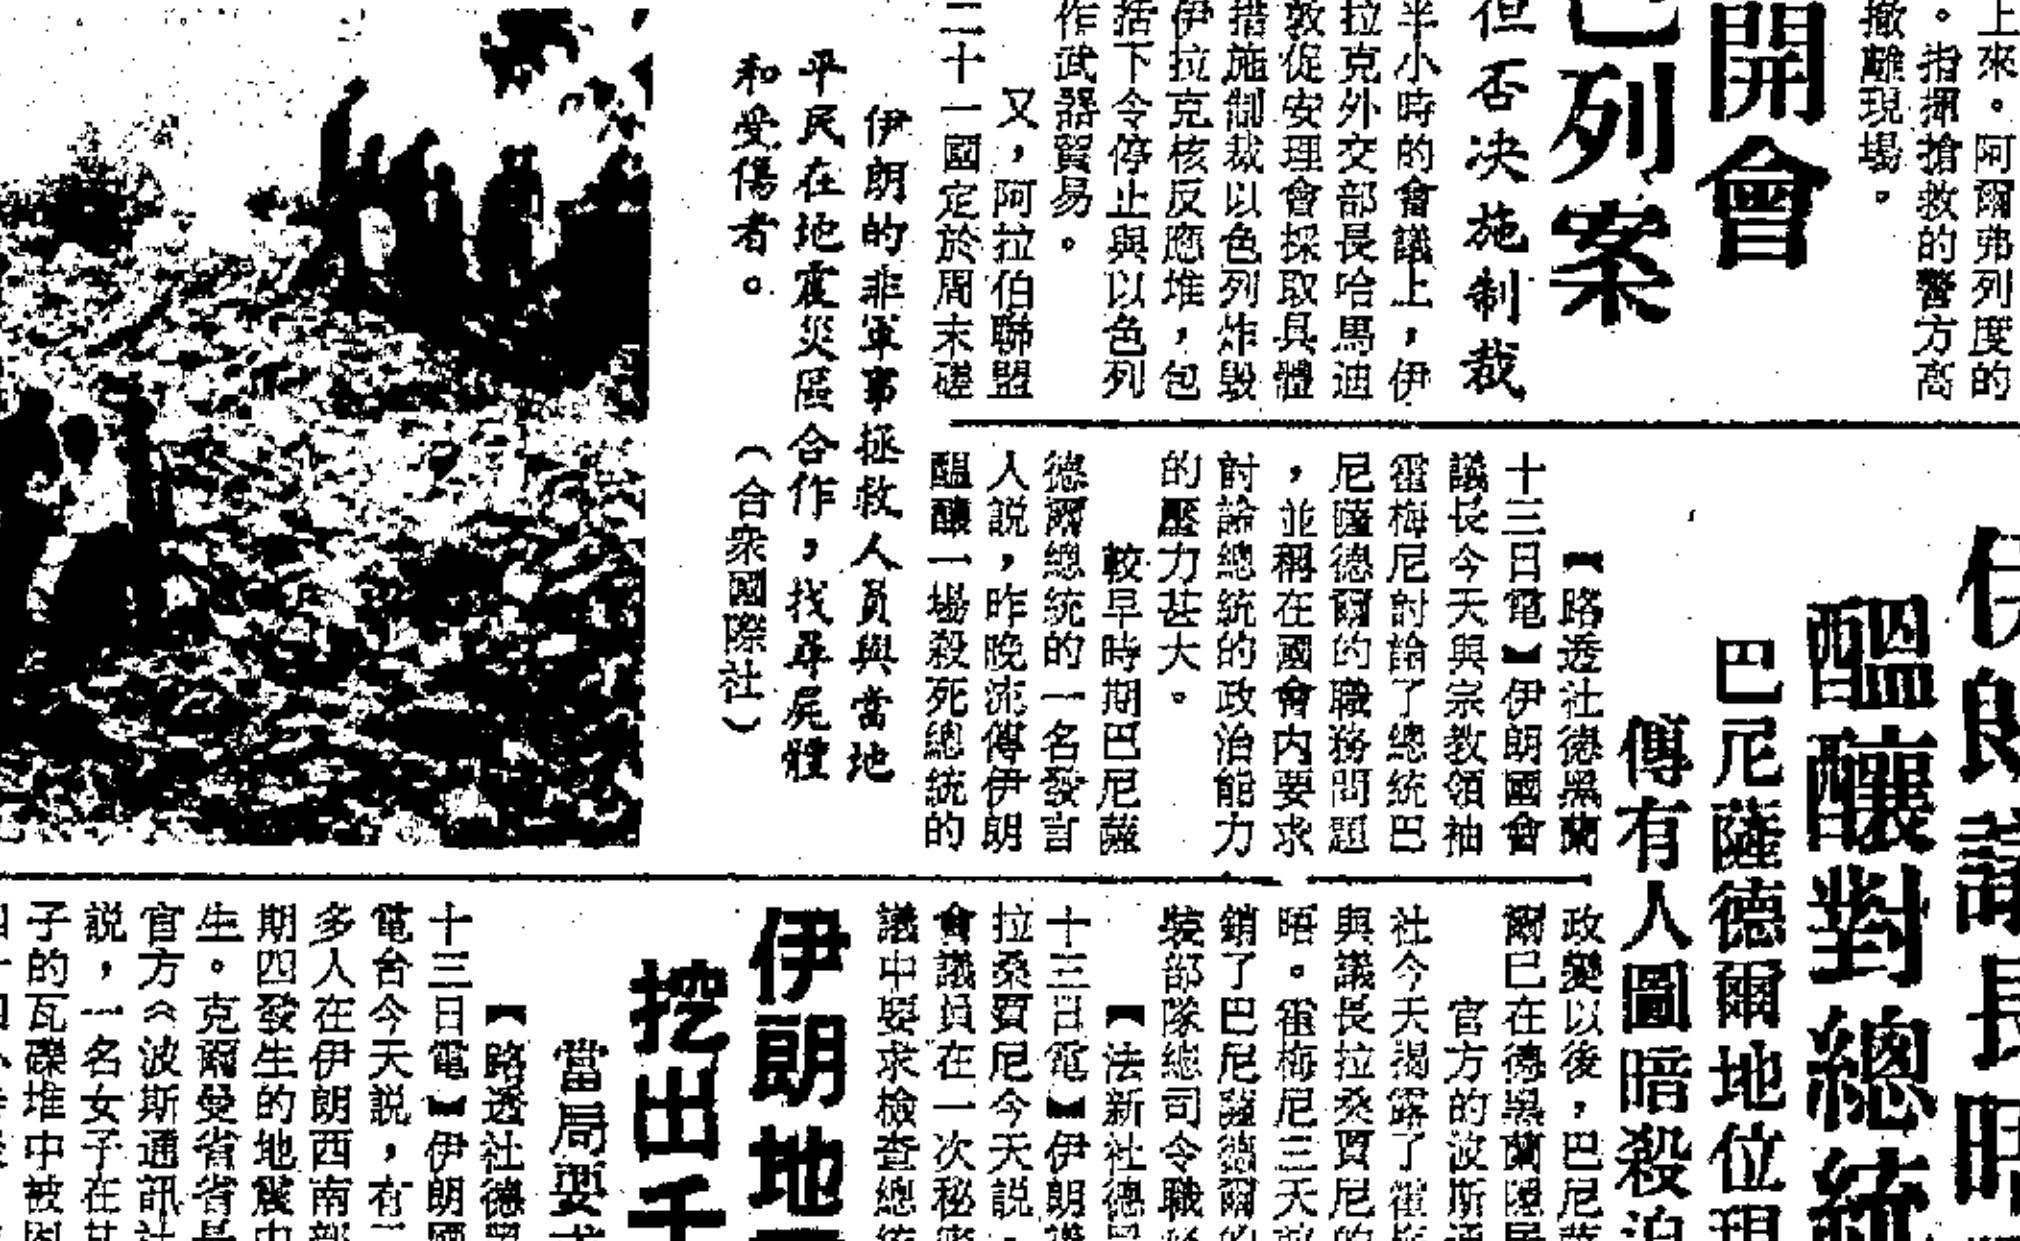 上來。阿爾弗列度的
。指揮搶救的警方高
撤離現場。
開會
巴列案
但否決施制裁
半小時的會議上，伊
拉克外交部長哈馬迪
敦促安理會採取具體
措施制裁以色列炸毀
伊拉克核反應堆，包
括下令停止與以色列
作武器貿易。
又，阿拉伯聯盟
二十一國定於周末磋
伊朗的非軍事拯救人員與當地
平民在地震災區合作，找尋屍體
和受傷者。
（合衆國際社）
伊朗議長晤
醞釀對總統
巴尼薩德爾地位現
傳有人圖暗殺迫
【路透社德黑蘭
十三日電】伊朗國會
議長今天與宗教領袖
霍梅尼討論了總統巴
尼薩德爾的職務問題
，並稱在國會內要求
討論總統的政治能力
的壓力甚大。
較早時期巴尼薩
德爾總統的一名發言
人說，昨晚流傳伊朗
醞釀一場殺死總統的
政變以後，巴尼薩
爾已在德黑蘭隱居
官方的波斯通
社今天揭露了霍梅
與議長拉桑賈尼的
晤。霍梅尼三天前
銷了巴尼薩德爾的
裝部隊總司令職務
【法新社德黑
十三日電】伊朗議
拉桑賈尼今天說，
會議員在一次秘密
議中要求檢查總統
伊朗地
挖出千
當局要求
【路透社德黑
十三日電】伊朗國
電台今天說，有二
多人在伊朗西南部
期四發生的地震中
生。克爾曼省省長
官方《波斯通訊社
說，一名女子在其
子的瓦礫堆中被困